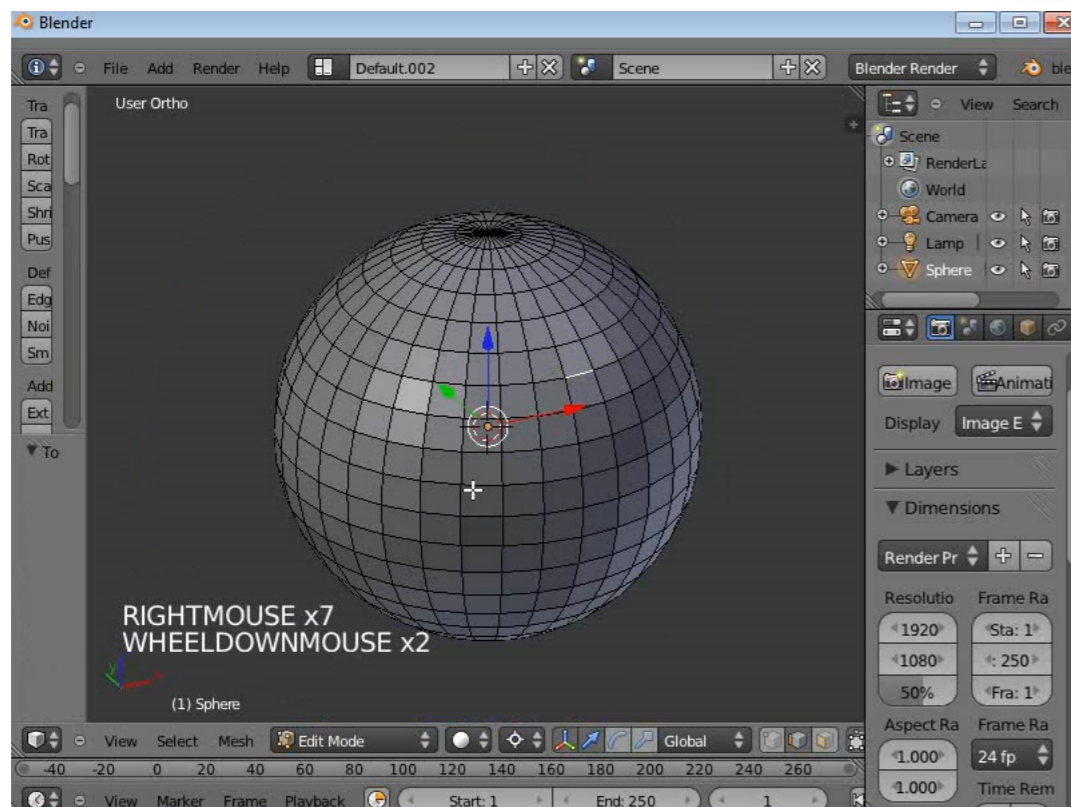 Blender
File Add Render Help Default.002 Scene Blender Render ble
User Ortho
Tra
Tra
Rot
Sca
Shri
Pus
Def
Edg
Noi
Sm
Add
Ext
To
View Search
Scene
RenderLa
World
Camera
Lamp
Sphere
Image Animati
Display Image E
Layers
Dimensions
Render Pr
Resolutio Frame Ra
1920 Sta: 1
1080 : 250
50% Fra: 1
Aspect Ra Frame Ra
1.000 24 fp
1.000 Time Rem
RIGHTMOUSE x7
WHEELDOWNMOUSE x2
y
(1) Sphere
View Select Mesh Edit Mode Global
-40 -20 0 20 40 60 80 100 120 140 160 180 200 220 240 260
View Marker Frame Playback Start: 1 End: 250 1